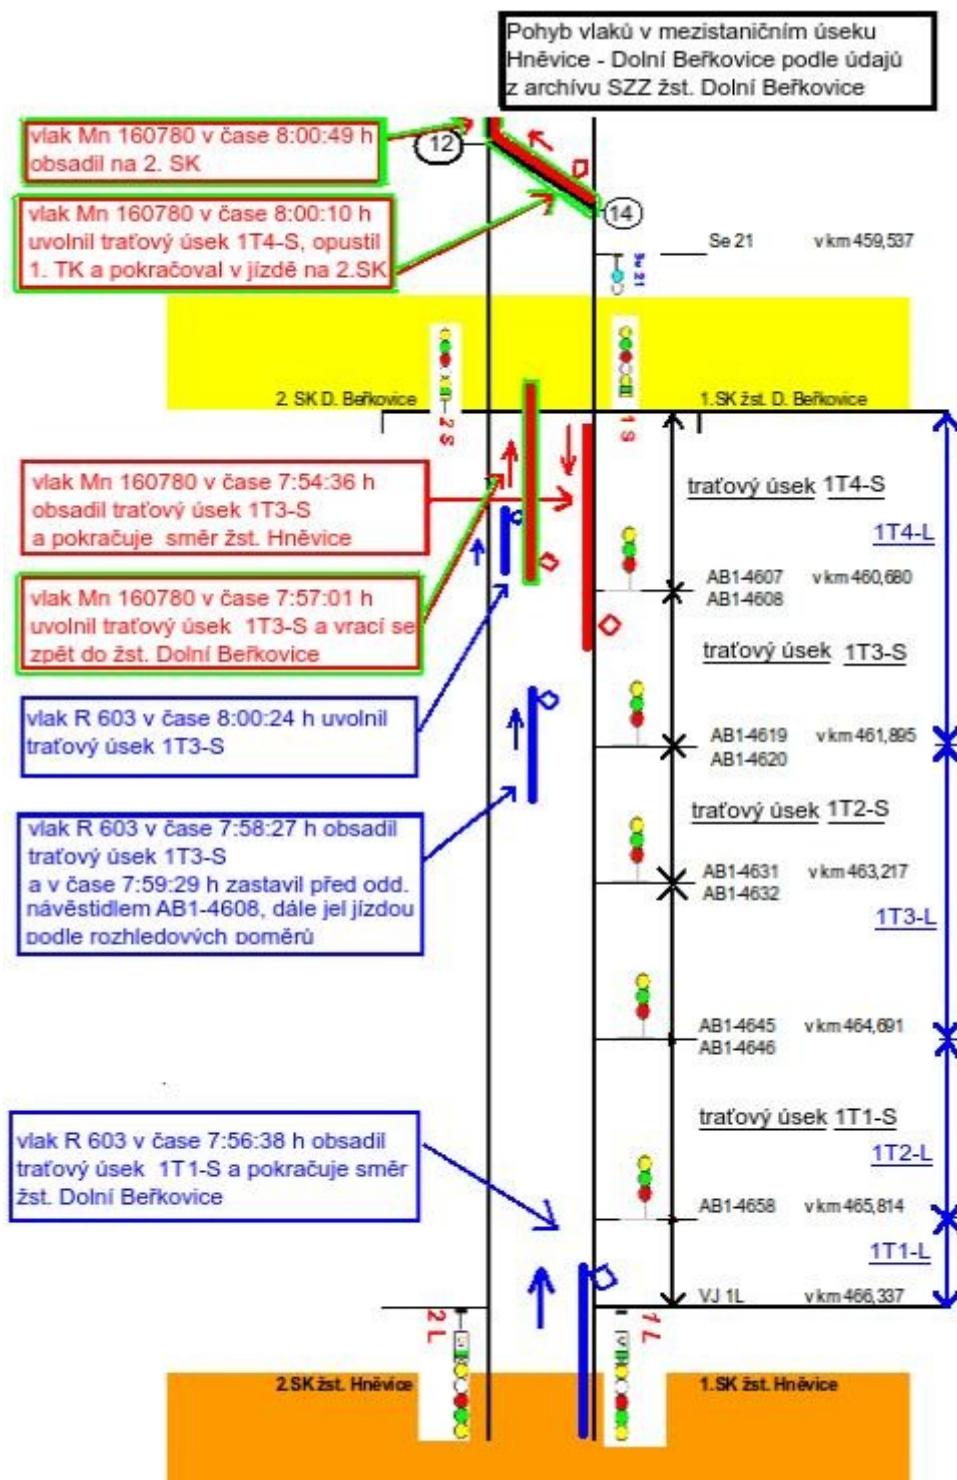 Pohyb vlaků v mezistaničním úseku
Hněvice - Dolní Beřkovice podle údajů
z archívu SZZ žst. Dolní Beřkovice
vlak Mn 160780 v čase 8:00:49 h
obsadil na 2. SK
12
vlak Mn 160780 v čase 8:00:10 h
uvolnil traťový úsek 1T4-S, opustil
1. TK a pokračoval v jízdě na 2.SK
14
Se 21 v km 459,537
Se 21
2. SK D. Beřkovice
1.SK žst. D. Beřkovice
2 S
1 S
vlak Mn 160780 v čase 7:54:36 h
obsadil traťový úsek 1T3-S
a pokračuje směr žst. Hněvice
traťový úsek 1T4-S
1T4-L
AB1-4607 v km 460,680
AB1-4608
vlak Mn 160780 v čase 7:57:01 h
uvolnil traťový úsek 1T3-S a vrací se
zpět do žst. Dolní Beřkovice
traťový úsek 1T3-S
vlak R 603 v čase 8:00:24 h uvolnil
traťový úsek 1T3-S
AB1-4619 v km 461,895
AB1-4620
traťový úsek 1T2-S
vlak R 603 v čase 7:58:27 h obsadil
traťový úsek 1T3-S
a v čase 7:59:29 h zastavil před odd.
návěstidlem AB1-4608, dále jel jízdou
podle rozhledových poměrů
AB1-4631 v km 463,217
AB1-4632
1T3-L
AB1-4645 v km 464,691
AB1-4646
traťový úsek 1T1-S
vlak R 603 v čase 7:56:38 h obsadil
traťový úsek 1T1-S a pokračuje směr
žst. Dolní Beřkovice
1T2-L
AB1-4658 v km 465,814
1T1-L
VJ 1L v km 466,337
2 L
1 L
2.SK žst. Hněvice
1.SK žst. Hněvice